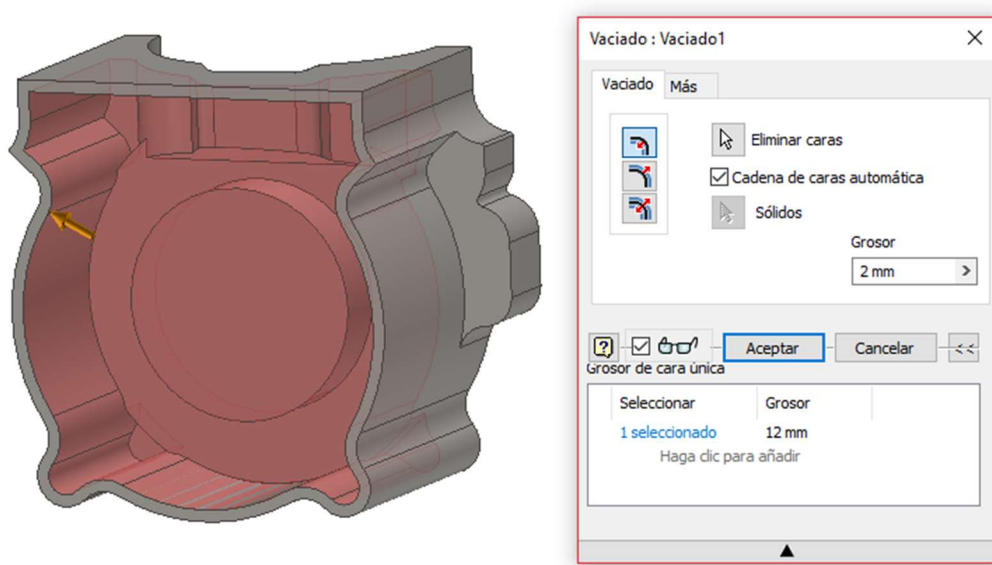 Vaciado : Vaciado1
Vaciado Más
Eliminar caras
Cadena de caras automática
Sólidos
Grosor
2 mm
Aceptar Cancelar <<
Grosor de cara única
Seleccionar Grosor
1 seleccionado 12 mm
Haga clic para añadir